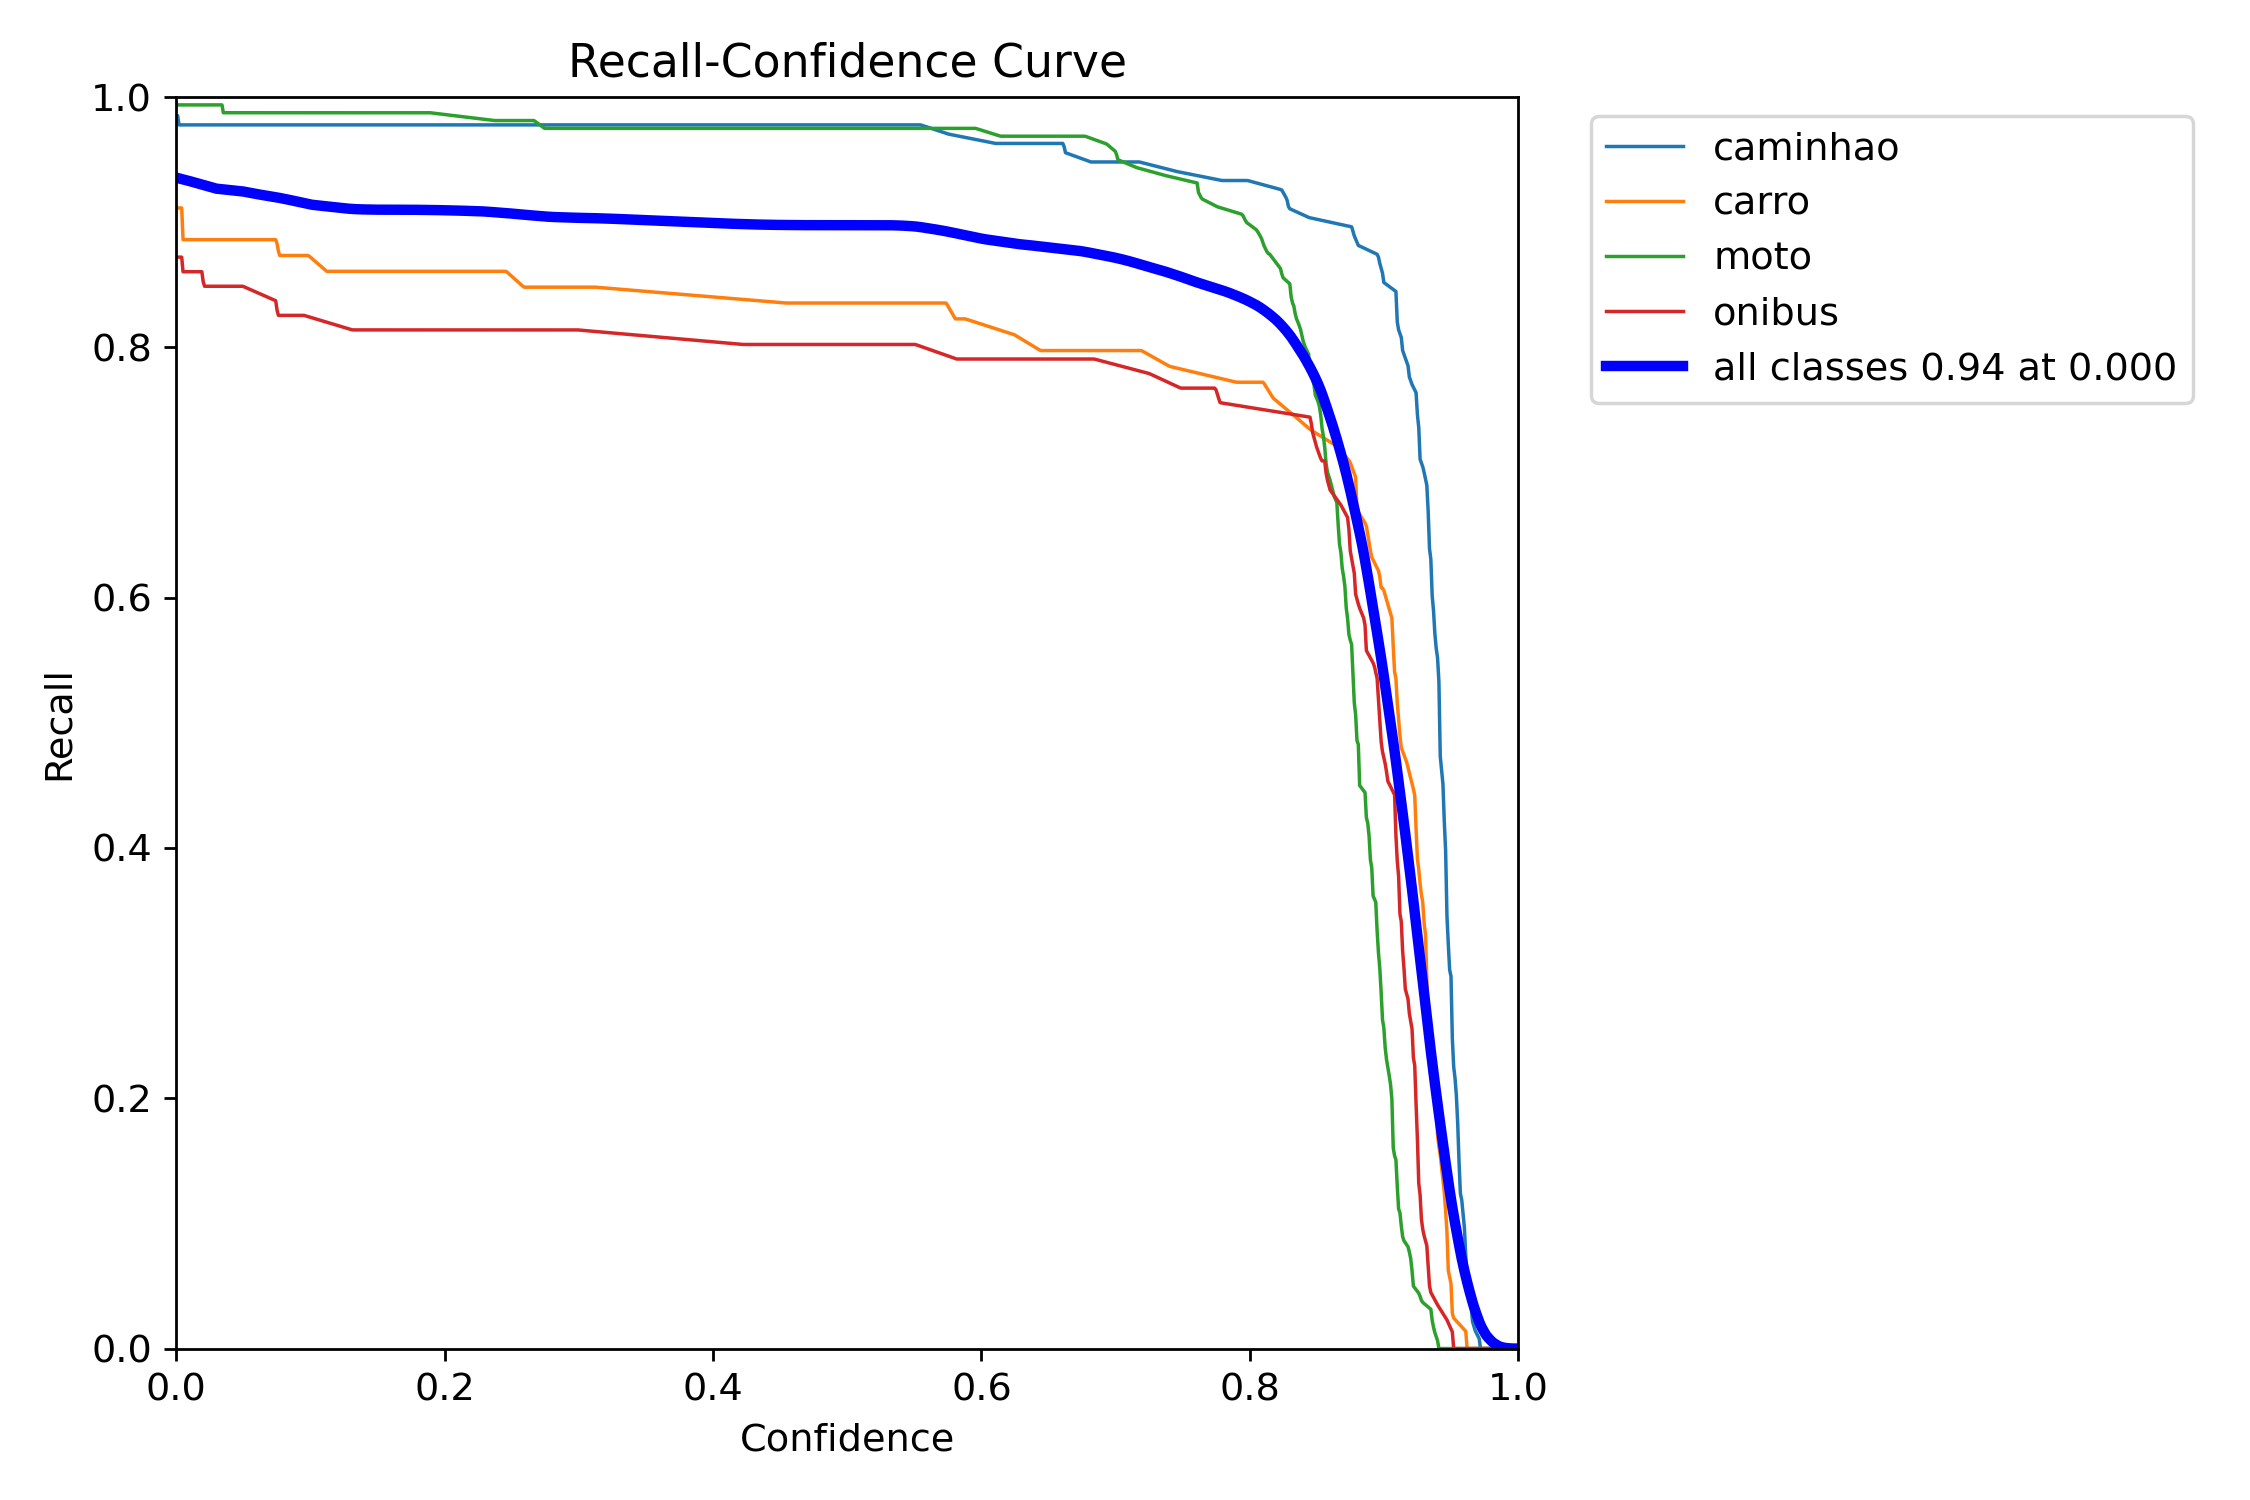 Recall-Confidence Curve
1.0
0.8
0.6
0.4
0.2
0.0
Recall
0.0 0.2 0.4 0.6 0.8 1.0
Confidence
caminhao
carro
moto
onibus
all classes 0.94 at 0.000